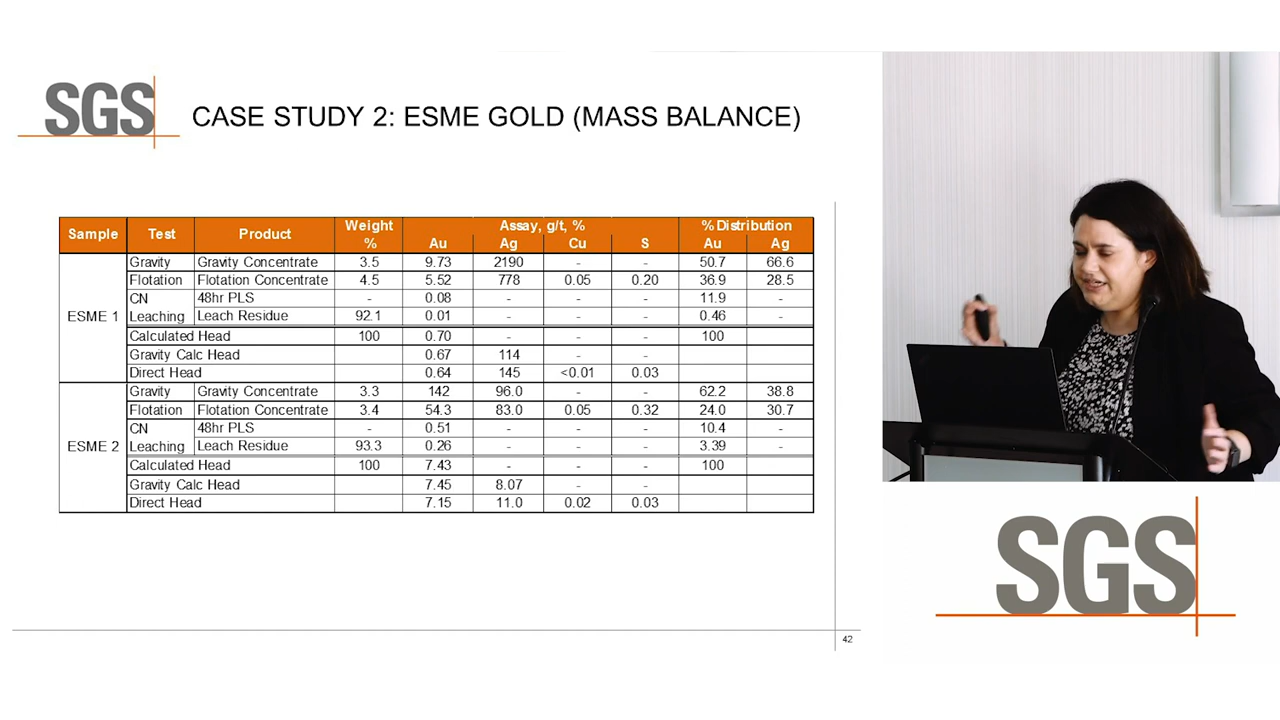 SGS
CASE STUDY 2: ESME GOLD (MASS BALANCE)
Sample Test Product Weight % Assay, g/t, % % Distribution
Au Ag Cu S Au Ag
ESME 1
Gravity Gravity Concentrate 3.5 9.73 2190 - - 50.7 66.6
Flotation Flotation Concentrate 4.5 5.52 778 0.05 0.20 36.9 28.5
CN Leaching 48hr PLS - 0.08 - - - 11.9 -
Leach Residue 92.1 0.01 - - - 0.46 -
Calculated Head 100 0.70 - - - 100
Gravity Calc Head 0.67 114 - -
Direct Head 0.64 145 <0.01 0.03
ESME 2
Gravity Gravity Concentrate 3.3 142 96.0 - - 62.2 38.8
Flotation Flotation Concentrate 3.4 54.3 83.0 0.05 0.32 24.0 30.7
CN Leaching 48hr PLS - 0.51 - - - 10.4 -
Leach Residue 93.3 0.26 - - - 3.39 -
Calculated Head 100 7.43 - - - 100
Gravity Calc Head 7.45 8.07 - -
Direct Head 7.15 11.0 0.02 0.03
42
SGS